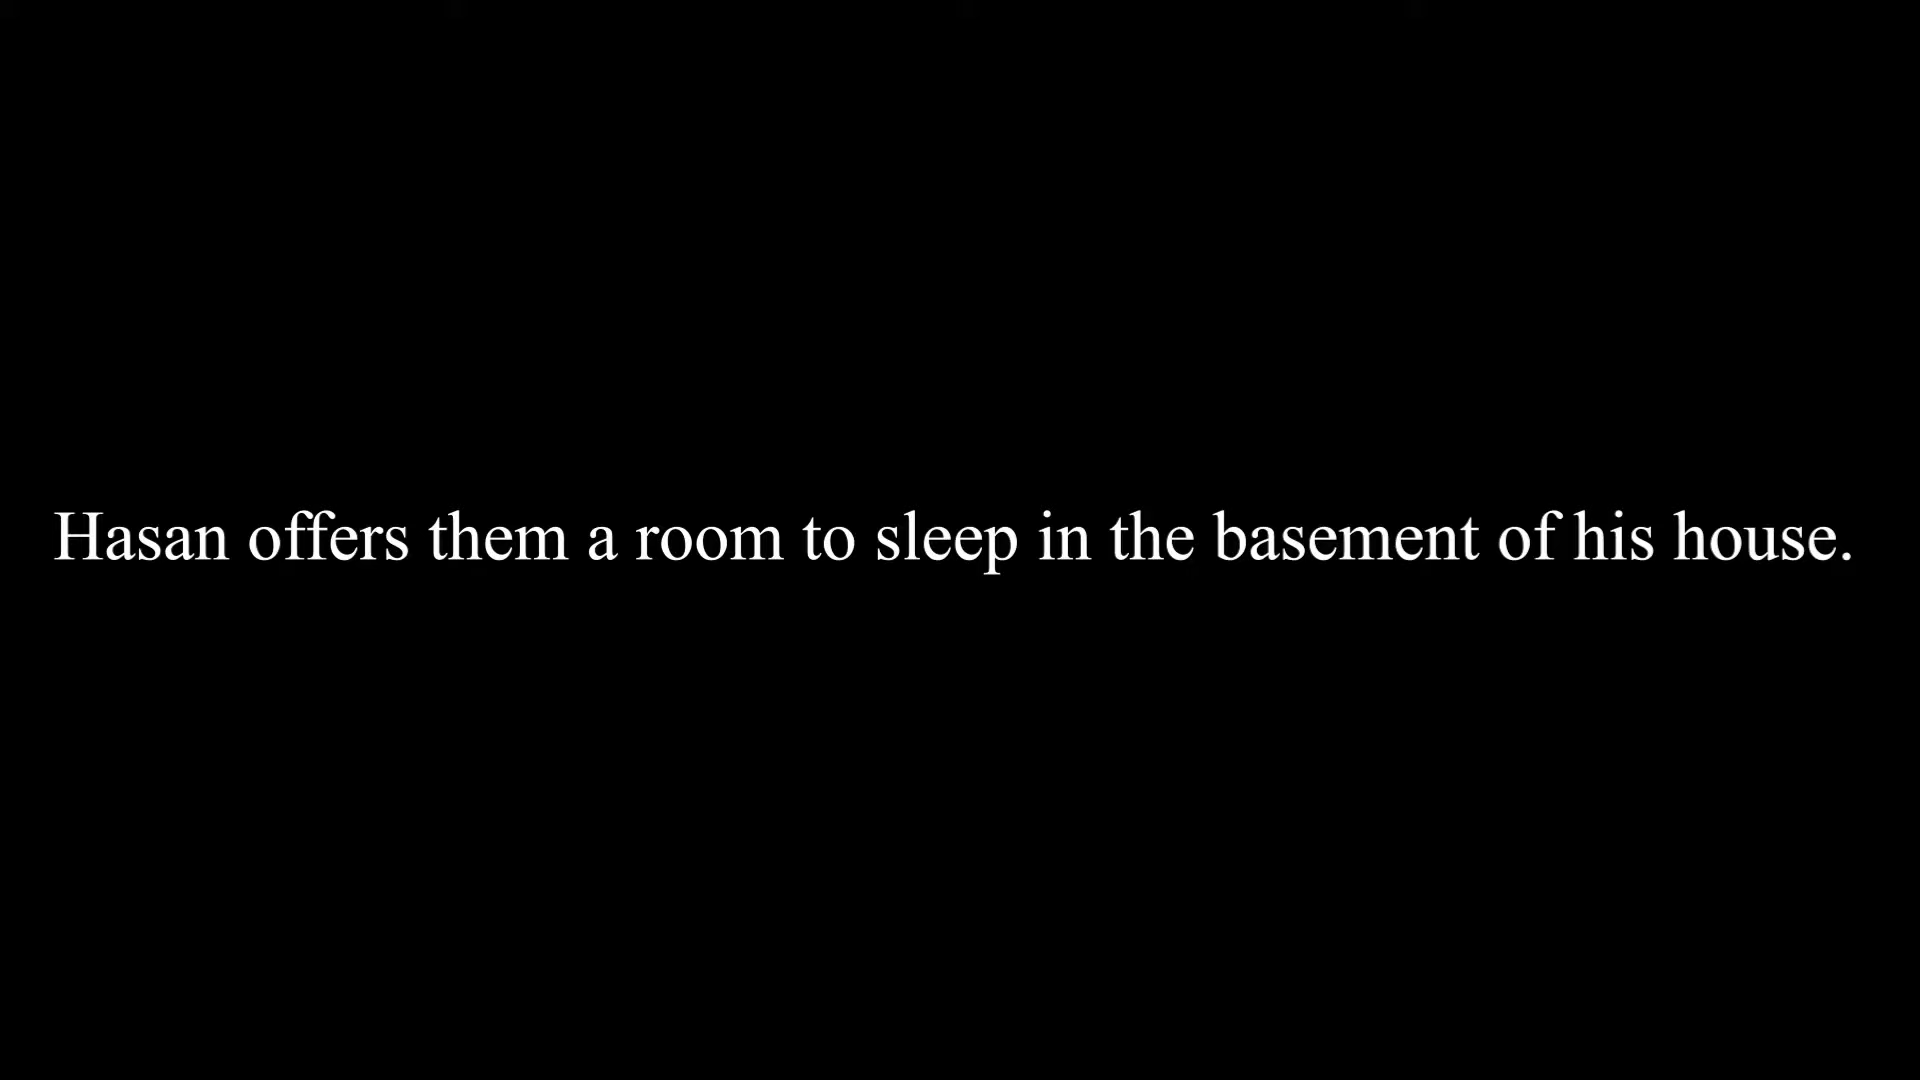 Hasan offers them a room to sleep in the basement of his house.